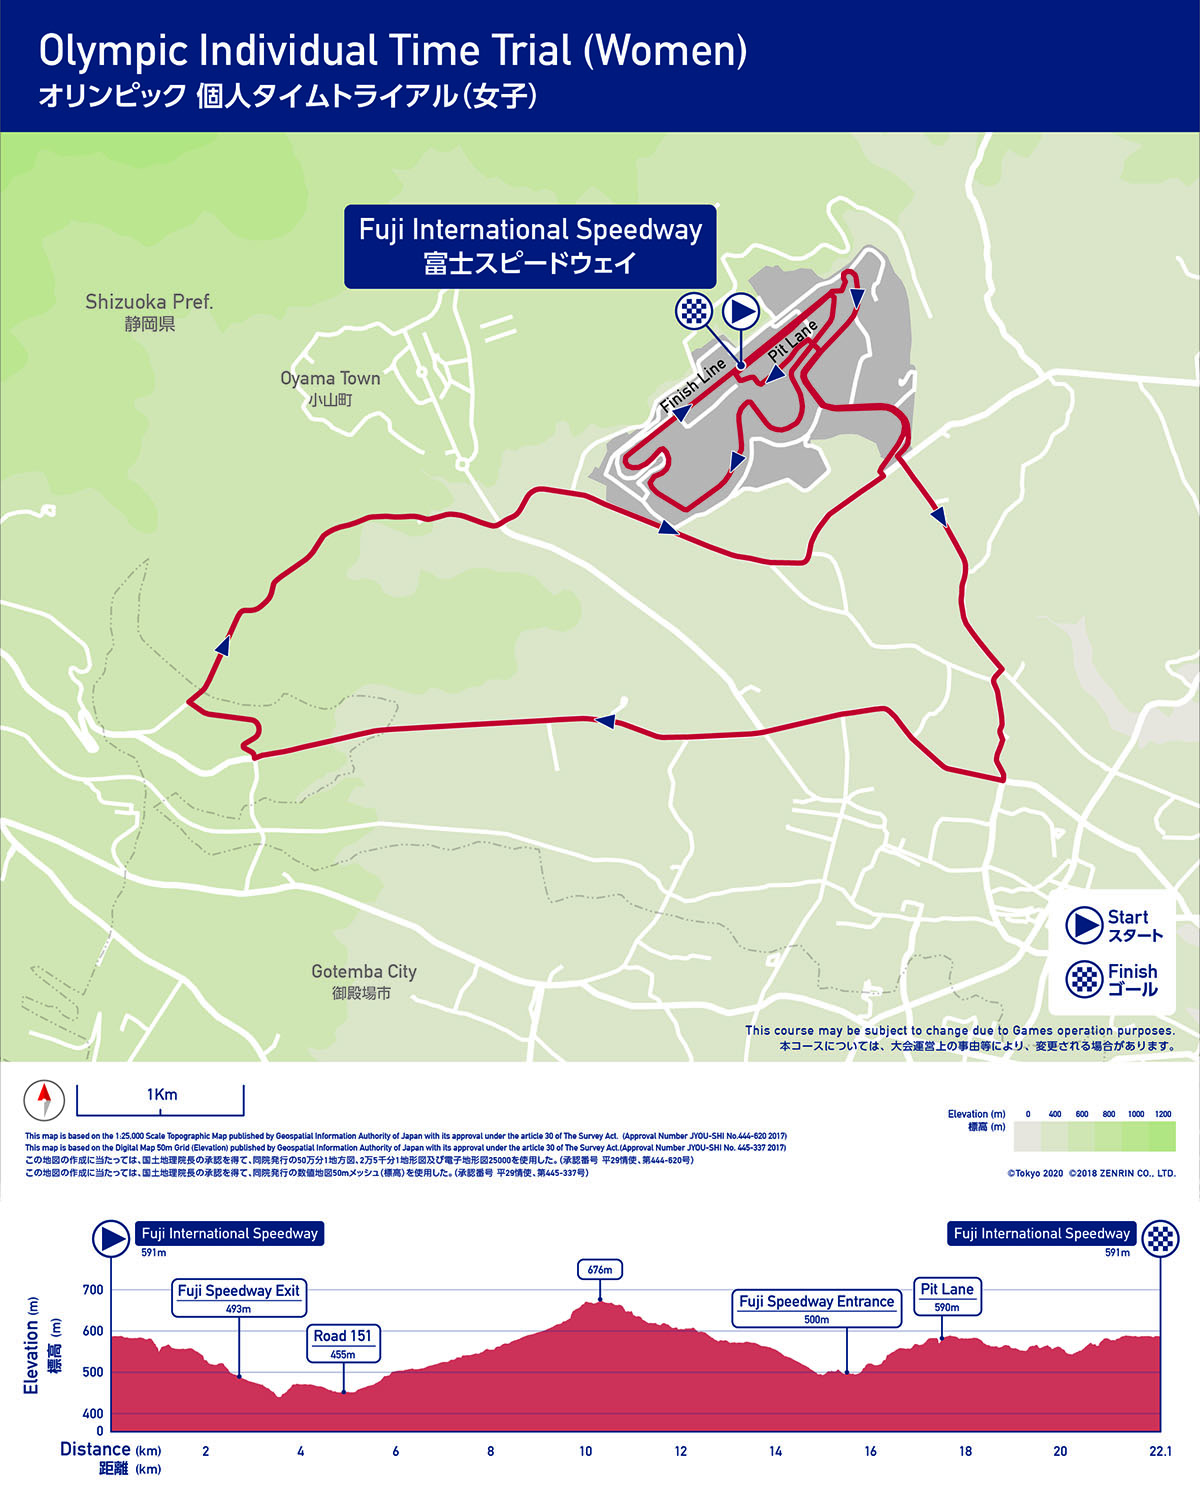 Olympic Individual Time Trial (Women)
オリンピック 個人タイムトライアル(女子)
Fuji International Speedway
富士スピードウェイ
Shizuoka Pref.
静岡県
Oyama Town
小山町
Pit Lane
Finish Line
Gotemba City
御殿場市
Start
スタート
Finish
ゴール
This course may be subject to change due to Games operation purposes.
本コースについては、大会運営上の事由等により、変更される場合があります。
1Km
Elevation (m)
標高 (m)
0 400 600 800 1000 1200
This map is based on the 1:25,000 Scale Topographic Map published by Geospatial Information Authority of Japan with its approval under the article 30 of The Survey Act. (Approval Number JYOU-SHI No.444-620 2017)
This map is based on the Digital Map 50m Grid (Elevation) published by Geospatial Information Authority of Japan with its approval under the article 30 of The Survey Act.(Approval Number JYOU-SHI No. 445-337 2017)
この地図の作成に当たっては、国土地理院長の承認を得て、同院発行の50万分1地方図、2万5千分1地形図及び電子地形図25000を使用した。(承認番号 平29情使、第444-620号)
この地図の作成に当たっては、国土地理院長の承認を得て、同院発行の数値地図50mメッシュ(標高)を使用した。(承認番号 平29情使、第445-337号)
©Tokyo 2020 ©2018 ZENRIN CO., LTD.
Fuji International Speedway
591m
Fuji International Speedway
591m
Fuji Speedway Exit
493m
Road 151
455m
676m
Fuji Speedway Entrance
500m
Pit Lane
590m
Elevation (m)
標高 (m)
700
600
500
400
0
Distance (km)
距離 (km)
2 4 6 8 10 12 14 16 18 20 22.1